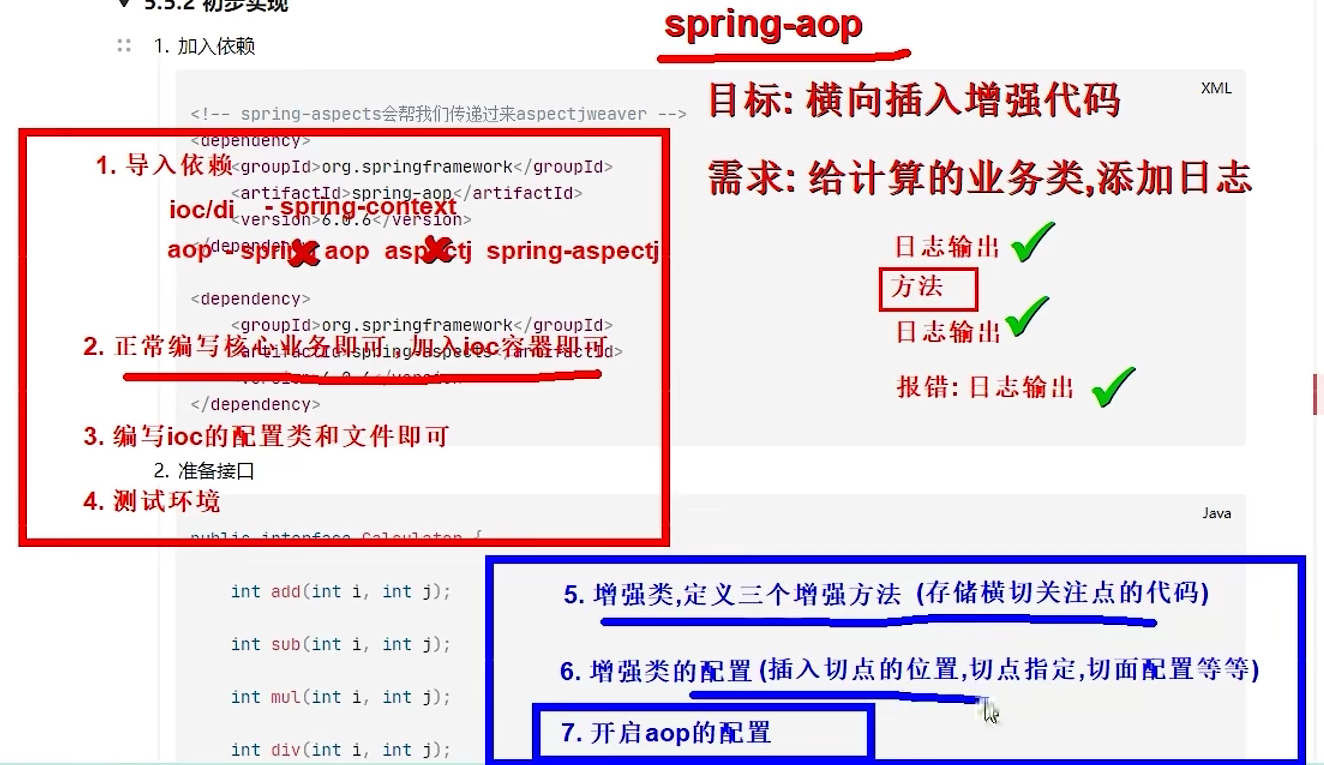 5.5.2 初步实现
spring-aop
1. 加入依赖
XML
目标: 横向插入增强代码
<!-- spring-aspects会帮我们传递过来aspectjweaver -->
<dependency>
1. 导入依赖
<groupId>org.springframework</groupId>
需求: 给计算的业务类,添加日志
<artifactId>spring-aop</artifactId>
ioc/di - spring-context
<version>6.0.6</version>
</dependency>
aop - spring aop aspectj spring-aspectj
日志输出
方法
<dependency>
<groupId>org.springframework</groupId>
日志输出
2. 正常编写核心业务即可，加入ioc容器即可
<artifactId>spring-aspects</artifactId>
报错: 日志输出
<version>6.0.6</version>
</dependency>
3. 编写ioc的配置类和文件即可
2. 准备接口
4. 测试环境
Java
public interface Calculator {
int add(int i, int j);
5. 增强类,定义三个增强方法 (存储横切关注点的代码)
int sub(int i, int j);
6. 增强类的配置(插入切点的位置,切点指定,切面配置等等)
int mul(int i, int j);
7. 开启aop的配置
int div(int i, int j);